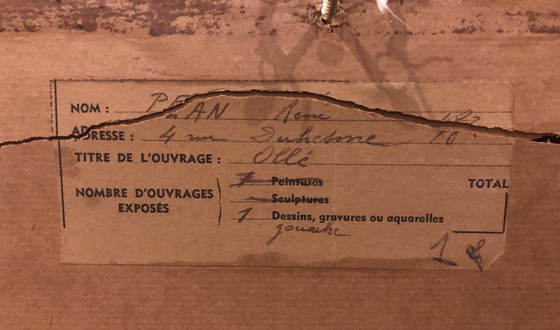 NOM : PEAN René
ADRESSE : 4 rue Duhesme
TITRE DE L'OUVRAGE : Ollé
NOMBRE D'OUVRAGES EXPOSÉS
Peintures
Sculptures
1 Dessins, gravures ou aquarelles
gouache
TOTAL
1